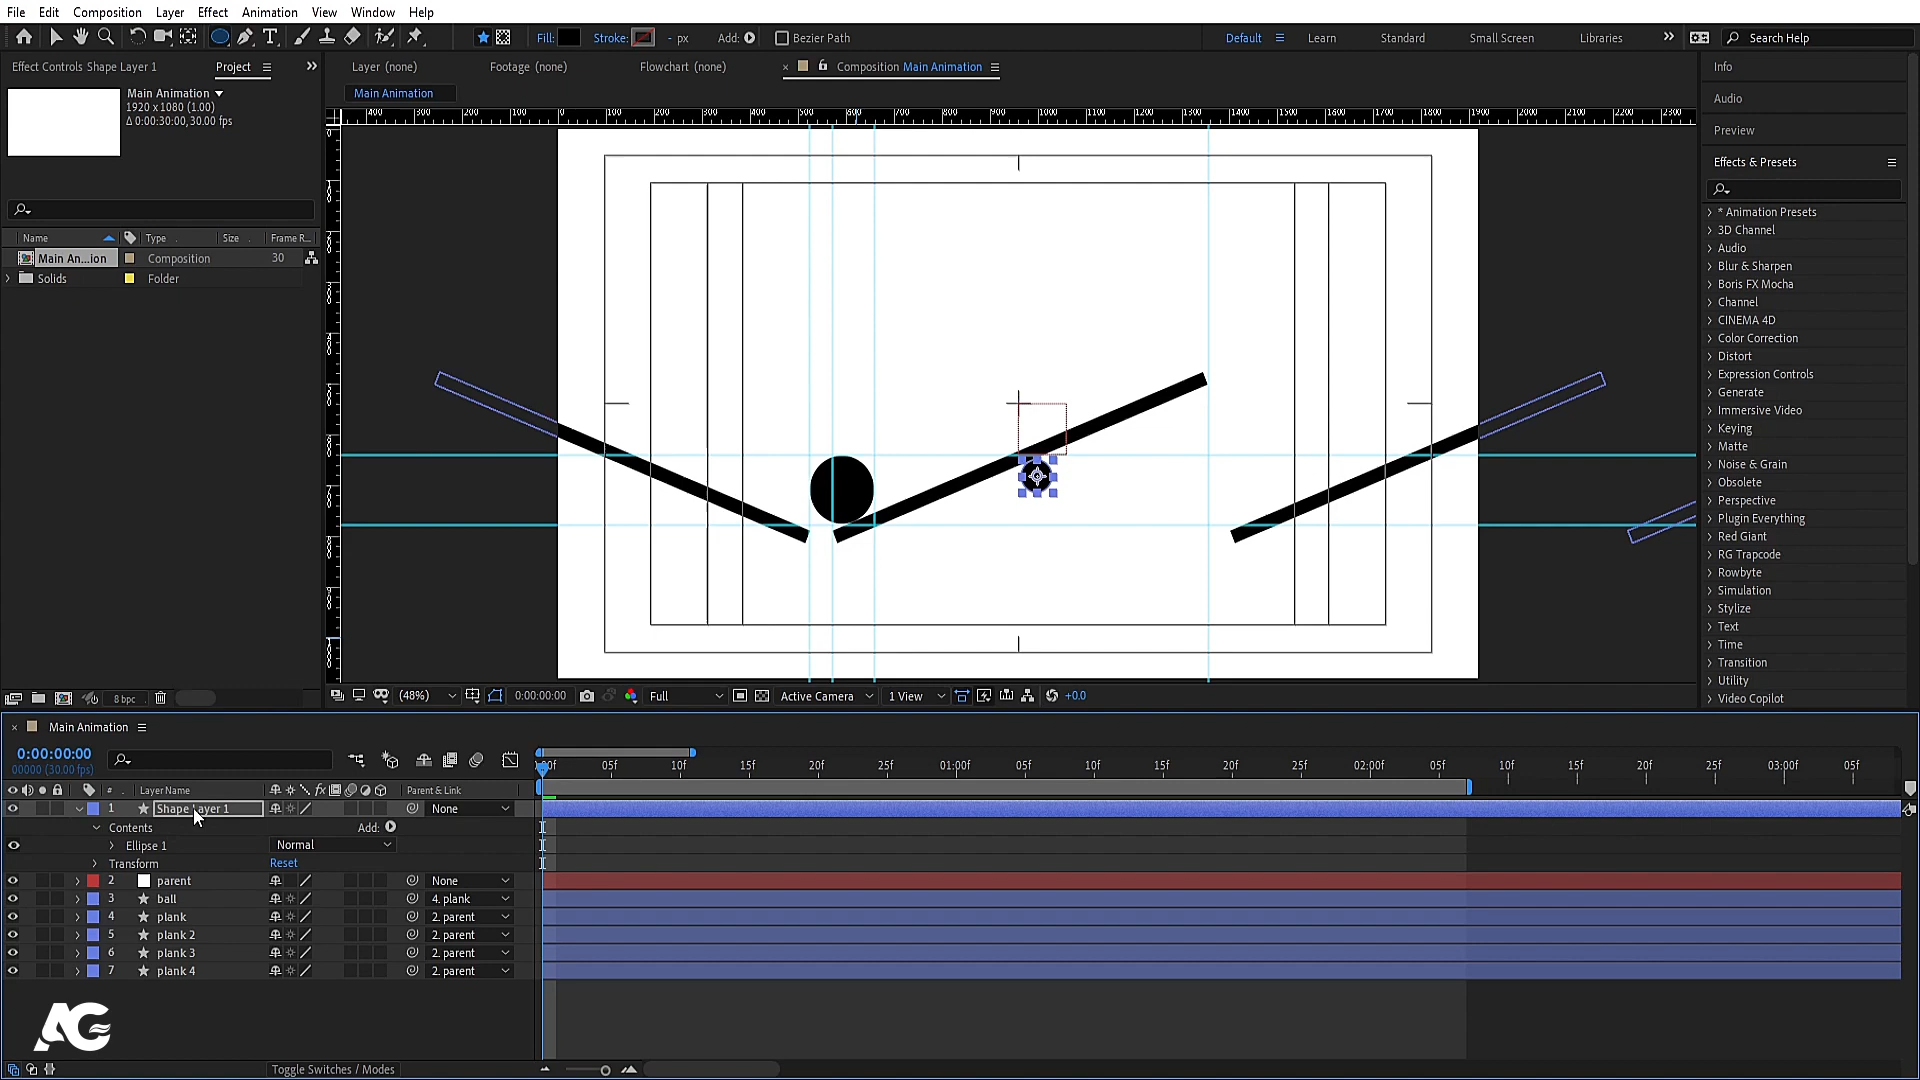 File Edit Composition Layer Effect Animation View Window Help
Fill: Stroke: - px Add: Bezier Path Default Learn Standard Small Screen Libraries Search Help
Effect Controls Shape Layer 1 Project
Layer (none) Footage (none) Flowchart (none) × Composition Main Animation
Info
Main Animation
1920 x 1080 (1.00)
Δ 0:00:30:00, 30.00 fps
Main Animation
Audio
Preview
Effects & Presets
Name Type Size Frame R...
Main An...ion Composition 30
Solids Folder
* Animation Presets
3D Channel
Audio
Blur & Sharpen
Boris FX Mocha
Channel
CINEMA 4D
Color Correction
Distort
Expression Controls
Generate
Immersive Video
Keying
Matte
Noise & Grain
Obsolete
Perspective
Plugin Everything
Red Giant
RG Trapcode
Rowbyte
Simulation
Stylize
Text
Time
Transition
Utility
Video Copilot
8 bpc
(48%) 0:00:00:00 Full Active Camera 1 View +0.0
× Main Animation
0:00:00:00
00000 (30.00 fps)
05f 10f 15f 20f 25f 01:00f 05f 10f 15f 20f 25f 02:00f 05f 10f 15f 20f 25f 03:00f 05f
# Layer Name Parent & Link
1 Shape Layer 1 None
Contents Add:
Ellipse 1 Normal
Transform Reset
2 parent None
3 ball 4. plank
4 plank 2. parent
5 plank 2 2. parent
6 plank 3 2. parent
7 plank 4 2. parent
AG
Toggle Switches / Modes